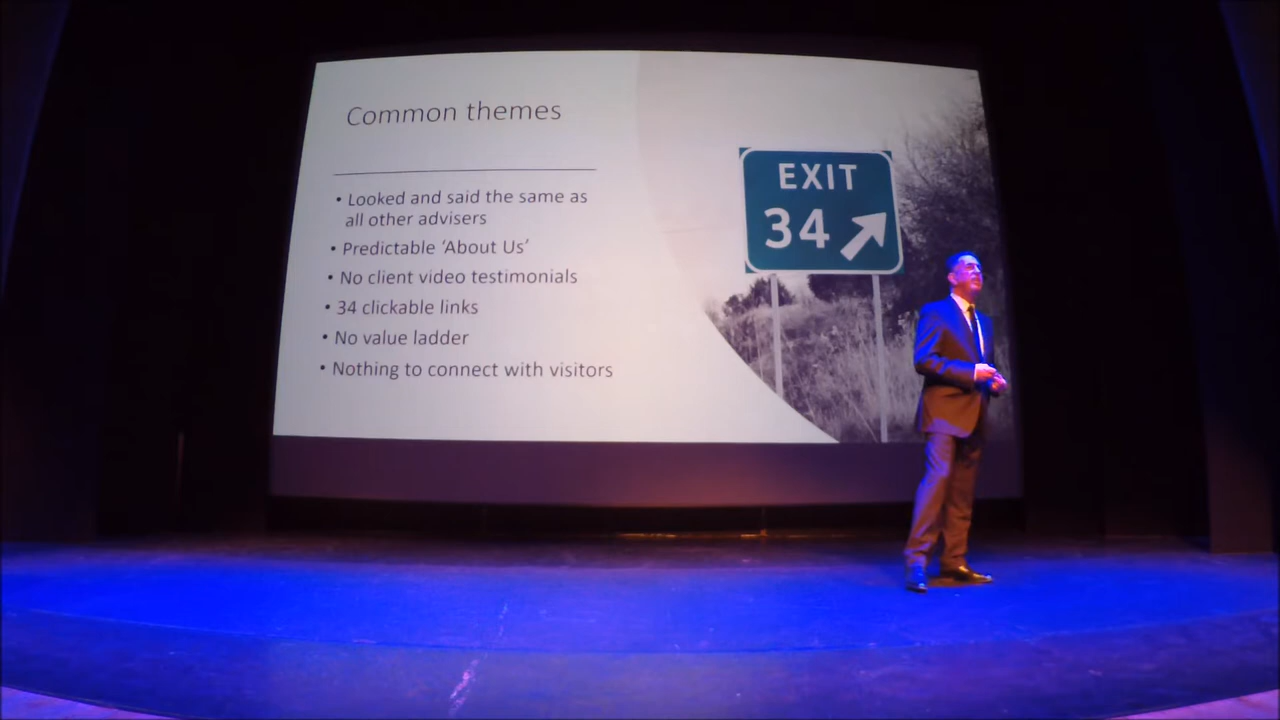 Common themes
• Looked and said the same as
all other advisers
• Predictable ‘About Us’
• No client video testimonials
• 34 clickable links
• No value ladder
• Nothing to connect with visitors
EXIT
34